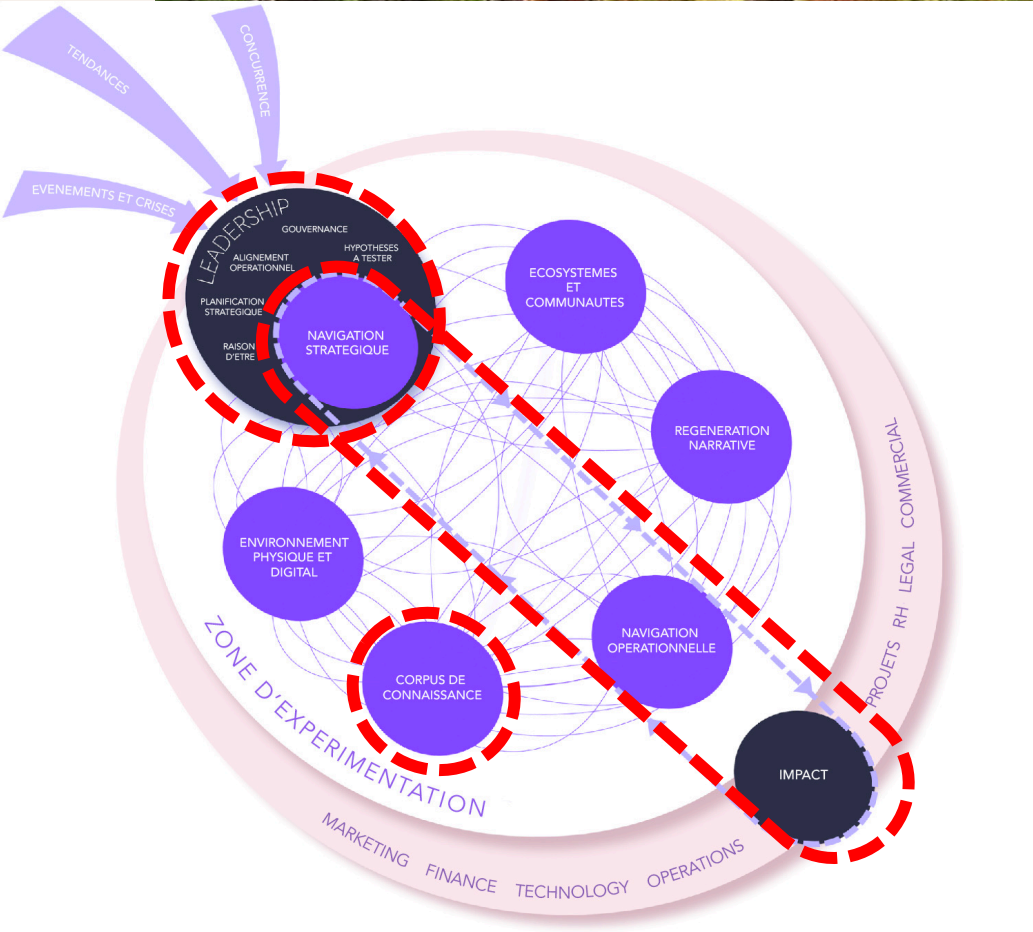 TENDANCES
CONCURRENCE
EVENEMENTS ET CRISES
LEADERSHIP
GOUVERNANCE
HYPOTHESES
A TESTER
ALIGNEMENT
OPERATIONNEL
PLANIFICATION
STRATEGIQUE
RAISON
D'ETRE
NAVIGATION
STRATEGIQUE
ECOSYSTEMES
ET
COMMUNAUTES
REGENERATION
NARRATIVE
ENVIRONNEMENT
PHYSIQUE ET
DIGITAL
NAVIGATION
OPERATIONNELLE
CORPUS DE
CONNAISSANCE
IMPACT
ZONE D'EXPERIMENTATION
MARKETING FINANCE TECHNOLOGY OPERATIONS
PROJETS RH LEGAL COMMERCIAL